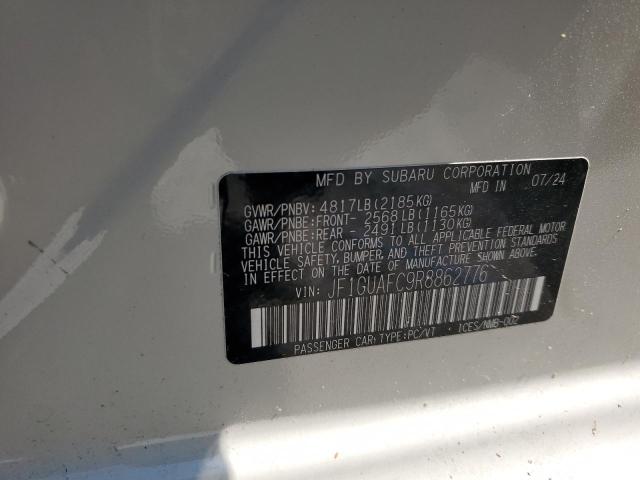 MFD BY SUBARU CORPORATION
MFD IN 07/24
GVWR/PNBV: 4817LB(2185KG)
GAWR/PNBE:FRONT- 2568LB(1165KG)
GAWR/PNBE:REAR - 2491LB(1130KG)
THIS VEHICLE CONFORMS TO ALL APPLICABLE FEDERAL MOTOR
VEHICLE SAFETY, BUMPER, AND THEFT PREVENTION STANDARDS
IN EFFECT ON THE DATE OF MANUFACTURE SHOWN ABOVE.
VIN: JF1GUAFC9R8862776
PASSENGER CAR;TYPE:PC/VT ICES/NMB-002